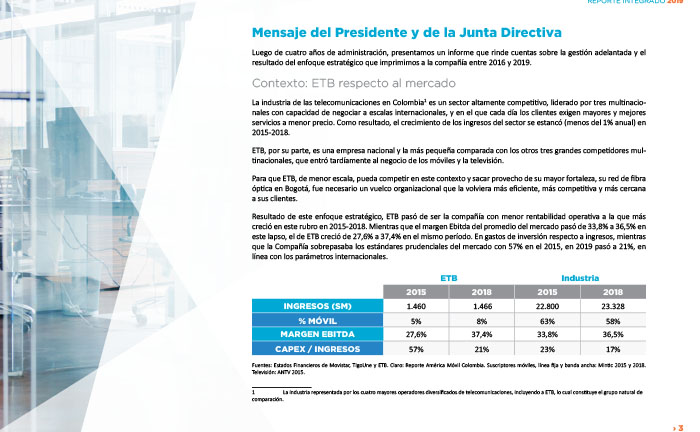 REPORTE INTEGRADO 2019
Mensaje del Presidente y de la Junta Directiva
Luego de cuatro años de administración, presentamos un informe que rinde cuentas sobre la gestión adelantada y el
resultado del enfoque estratégico que imprimimos a la compañía entre 2016 y 2019.
Contexto: ETB respecto al mercado
La industria de las telecomunicaciones en Colombia¹ es un sector altamente competitivo, liderado por tres multinacio-
nales con capacidad de negociar a escalas internacionales, y en el que cada día los clientes exigen mayores y mejores
servicios a menor precio. Como resultado, el crecimiento de los ingresos del sector se estancó (menos del 1% anual) en
2015-2018.
ETB, por su parte, es una empresa nacional y la más pequeña comparada con los otros tres grandes competidores mul-
tinacionales, que entró tardíamente al negocio de los móviles y la televisión.
Para que ETB, de menor escala, pueda competir en este contexto y sacar provecho de su mayor fortaleza, su red de fibra
óptica en Bogotá, fue necesario un vuelco organizacional que la volviera más eficiente, más competitiva y más cercana
a sus clientes.
Resultado de este enfoque estratégico, ETB pasó de ser la compañía con menor rentabilidad operativa a la que más
creció en este rubro en 2015-2018. Mientras que el margen Ebitda del promedio del mercado pasó de 33,8% a 36,5% en
este lapso, el de ETB creció de 27,6% a 37,4% en el mismo período. En gastos de inversión respecto a ingresos, mientras
que la Compañía sobrepasaba los estándares prudenciales del mercado con 57% en el 2015, en 2019 pasó a 21%, en
línea con los parámetros internacionales.
ETB Industria
2015 2018 2015 2018
INGRESOS (SM) 1.460 1.466 22.800 23.328
% MÓVIL 5% 8% 63% 58%
MARGEN EBITDA 27,6% 37,4% 33,8% 36,5%
CAPEX / INGRESOS 57% 21% 23% 17%
Fuentes: Estados Financieros de Movistar, TigoUne y ETB. Claro: Reporte América Móvil Colombia. Suscriptores móviles, línea fija y banda ancha: Mintic 2015 y 2018.
Televisión: ANTV 2015.
1 La industria representada por los cuatro mayores operadores diversificados de telecomunicaciones, incluyendo a ETB, lo cual constituye el grupo natural de
comparación.
› 3